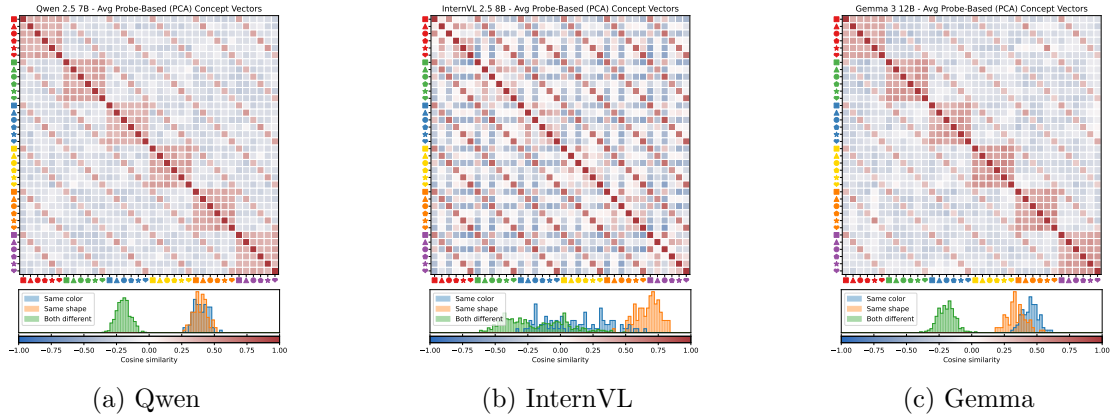 Qwen 2.5 7B - Avg Probe-Based (PCA) Concept Vectors
Same color
Same shape
Both different
−1.00 −0.75 −0.50 −0.25 0.00 0.25 0.50 0.75 1.00
Cosine similarity
(a) Qwen
InternVL 2.5 8B - Avg Probe-Based (PCA) Concept Vectors
Same color
Same shape
Both different
−1.00 −0.75 −0.50 −0.25 0.00 0.25 0.50 0.75 1.00
Cosine similarity
(b) InternVL
Gemma 3 12B - Avg Probe-Based (PCA) Concept Vectors
Same color
Same shape
Both different
−1.00 −0.75 −0.50 −0.25 0.00 0.25 0.50 0.75 1.00
Cosine similarity
(c) Gemma